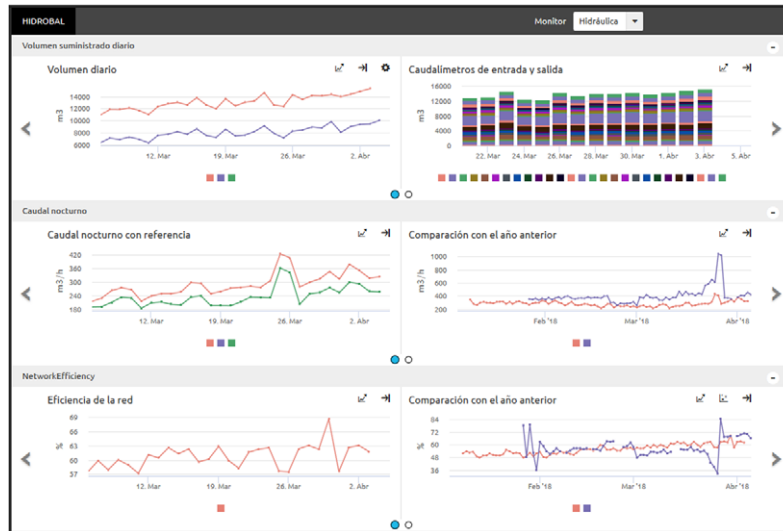 HIDROBAL
Monitor Hidráulica
Volumen suministrado diario
Volumen diario
m3
14000
12000
10000
8000
6000
12. Mar 19. Mar 26. Mar 2. Abr
Caudalímetros de entrada y salida
m3
16000
12000
8000
4000
0
22. Mar 24. Mar 26. Mar 28. Mar 30. Mar 1. Abr 3. Abr 5. Abr
Caudal nocturno
Caudal nocturno con referencia
m3/h
420
360
300
240
180
12. Mar 19. Mar 26. Mar 2. Abr
Comparación con el año anterior
m3/h
1000
800
600
400
200
Feb '18 Mar '18 Abr '18
NetworkEfficiency
Eficiencia de la red
%
69
66
63
60
57
12. Mar 19. Mar 26. Mar 2. Abr
Comparación con el año anterior
%
84
72
60
48
36
Feb '18 Mar '18 Abr '18